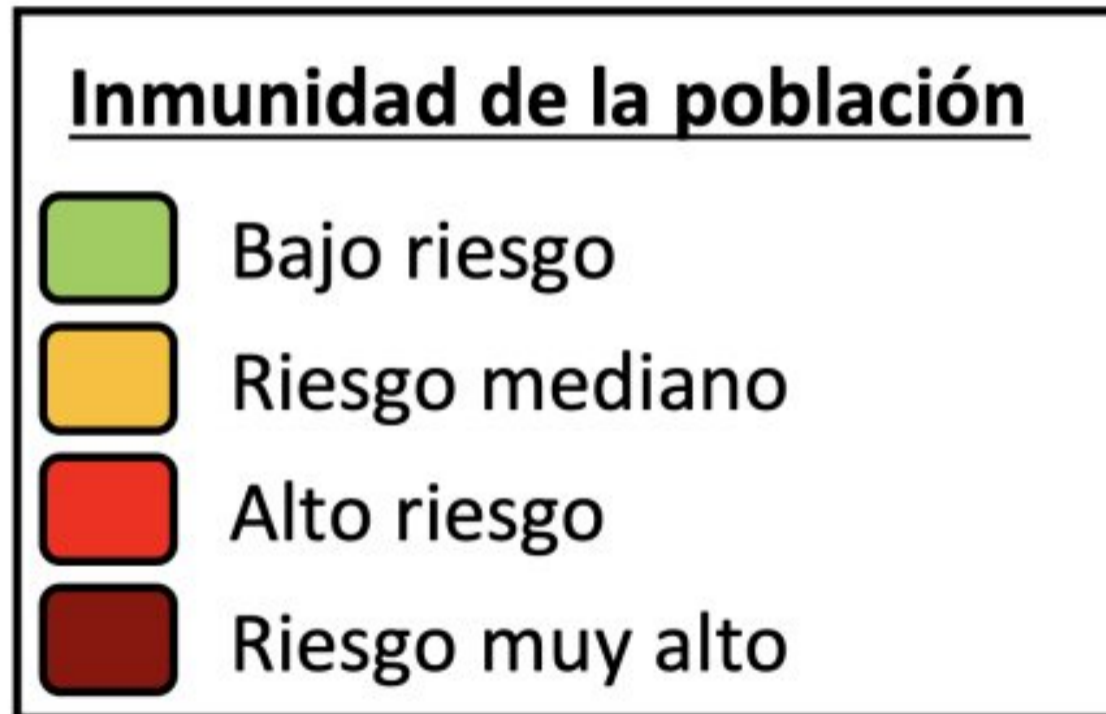 Inmunidad de la población
Bajo riesgo
Riesgo mediano
Alto riesgo
Riesgo muy alto